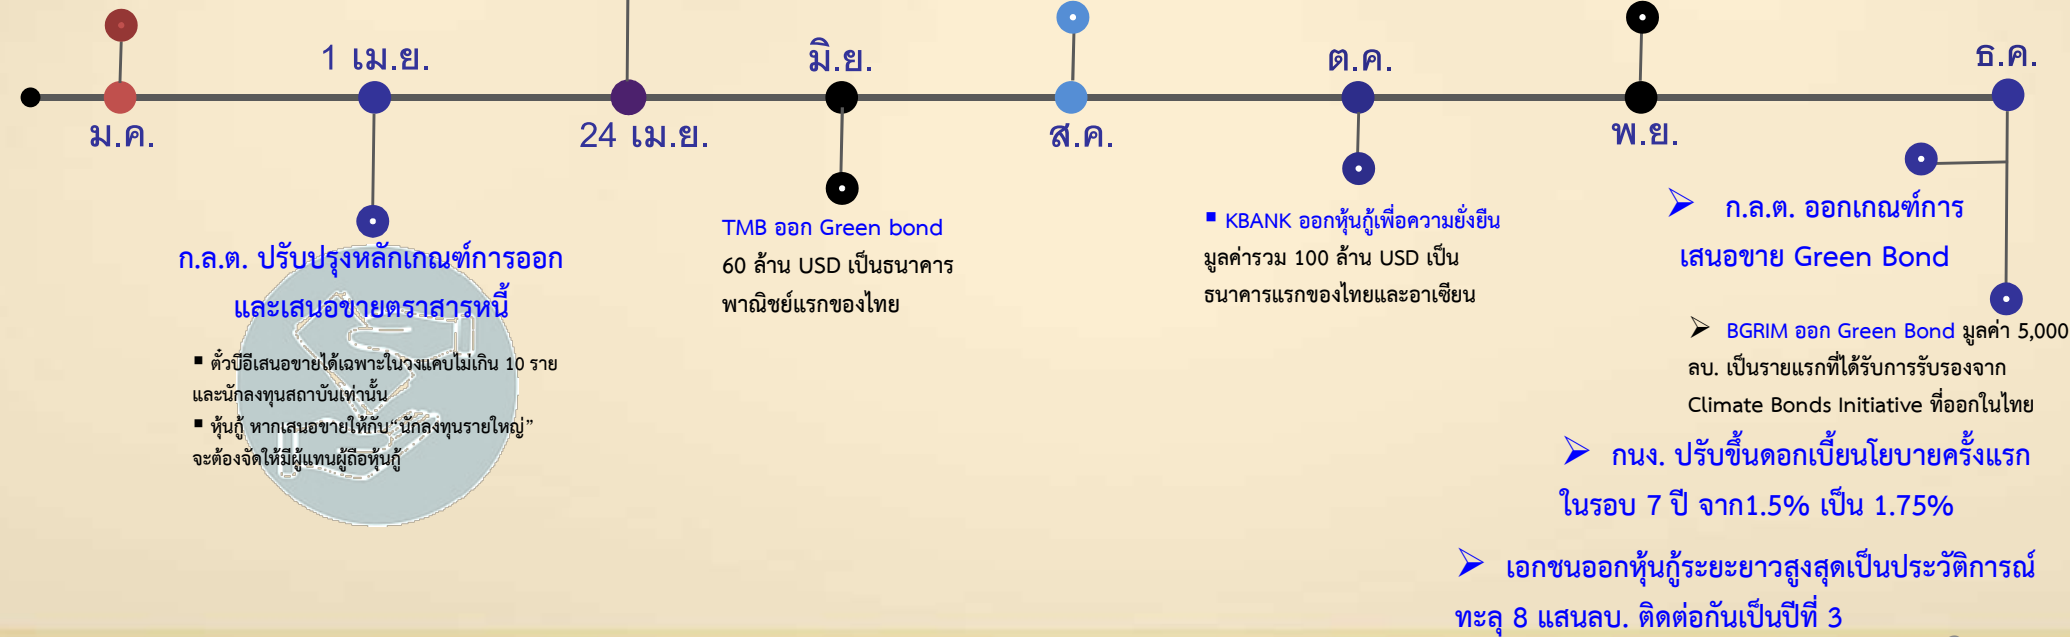 1 เม.ย.
มิ.ย.
ต.ค.
ธ.ค.
ม.ค.
24 เม.ย.
ส.ค.
พ.ย.
ก.ล.ต. ปรับปรุงหลักเกณฑ์การออก
และเสนอขายตราสารหนี้
▪ ตั๋วบีอีเสนอขายได้เฉพาะในวงแคบไม่เกิน 10 ราย
และนักลงทุนสถาบันเท่านั้น
▪ หุ้นกู้ หากเสนอขายให้กับ“นักลงทุนรายใหญ่”
จะต้องจัดให้มีผู้แทนผู้ถือหุ้นกู้
TMB ออก Green bond
60 ล้าน USD เป็นธนาคาร
พาณิชย์แรกของไทย
▪ KBANK ออกหุ้นกู้เพื่อความยั่งยืน
มูลค่ารวม 100 ล้าน USD เป็น
ธนาคารแรกของไทยและอาเซียน
➢ ก.ล.ต. ออกเกณฑ์การ
เสนอขาย Green Bond
➢ BGRIM ออก Green Bond มูลค่า 5,000
ลบ. เป็นรายแรกที่ได้รับการรับรองจาก
Climate Bonds Initiative ที่ออกในไทย
➢ กนง. ปรับขึ้นดอกเบี้ยนโยบายครั้งแรก
ในรอบ 7 ปี จาก1.5% เป็น 1.75%
➢ เอกชนออกหุ้นกู้ระยะยาวสูงสุดเป็นประวัติการณ์
ทะลุ 8 แสนลบ. ติดต่อกันเป็นปีที่ 3